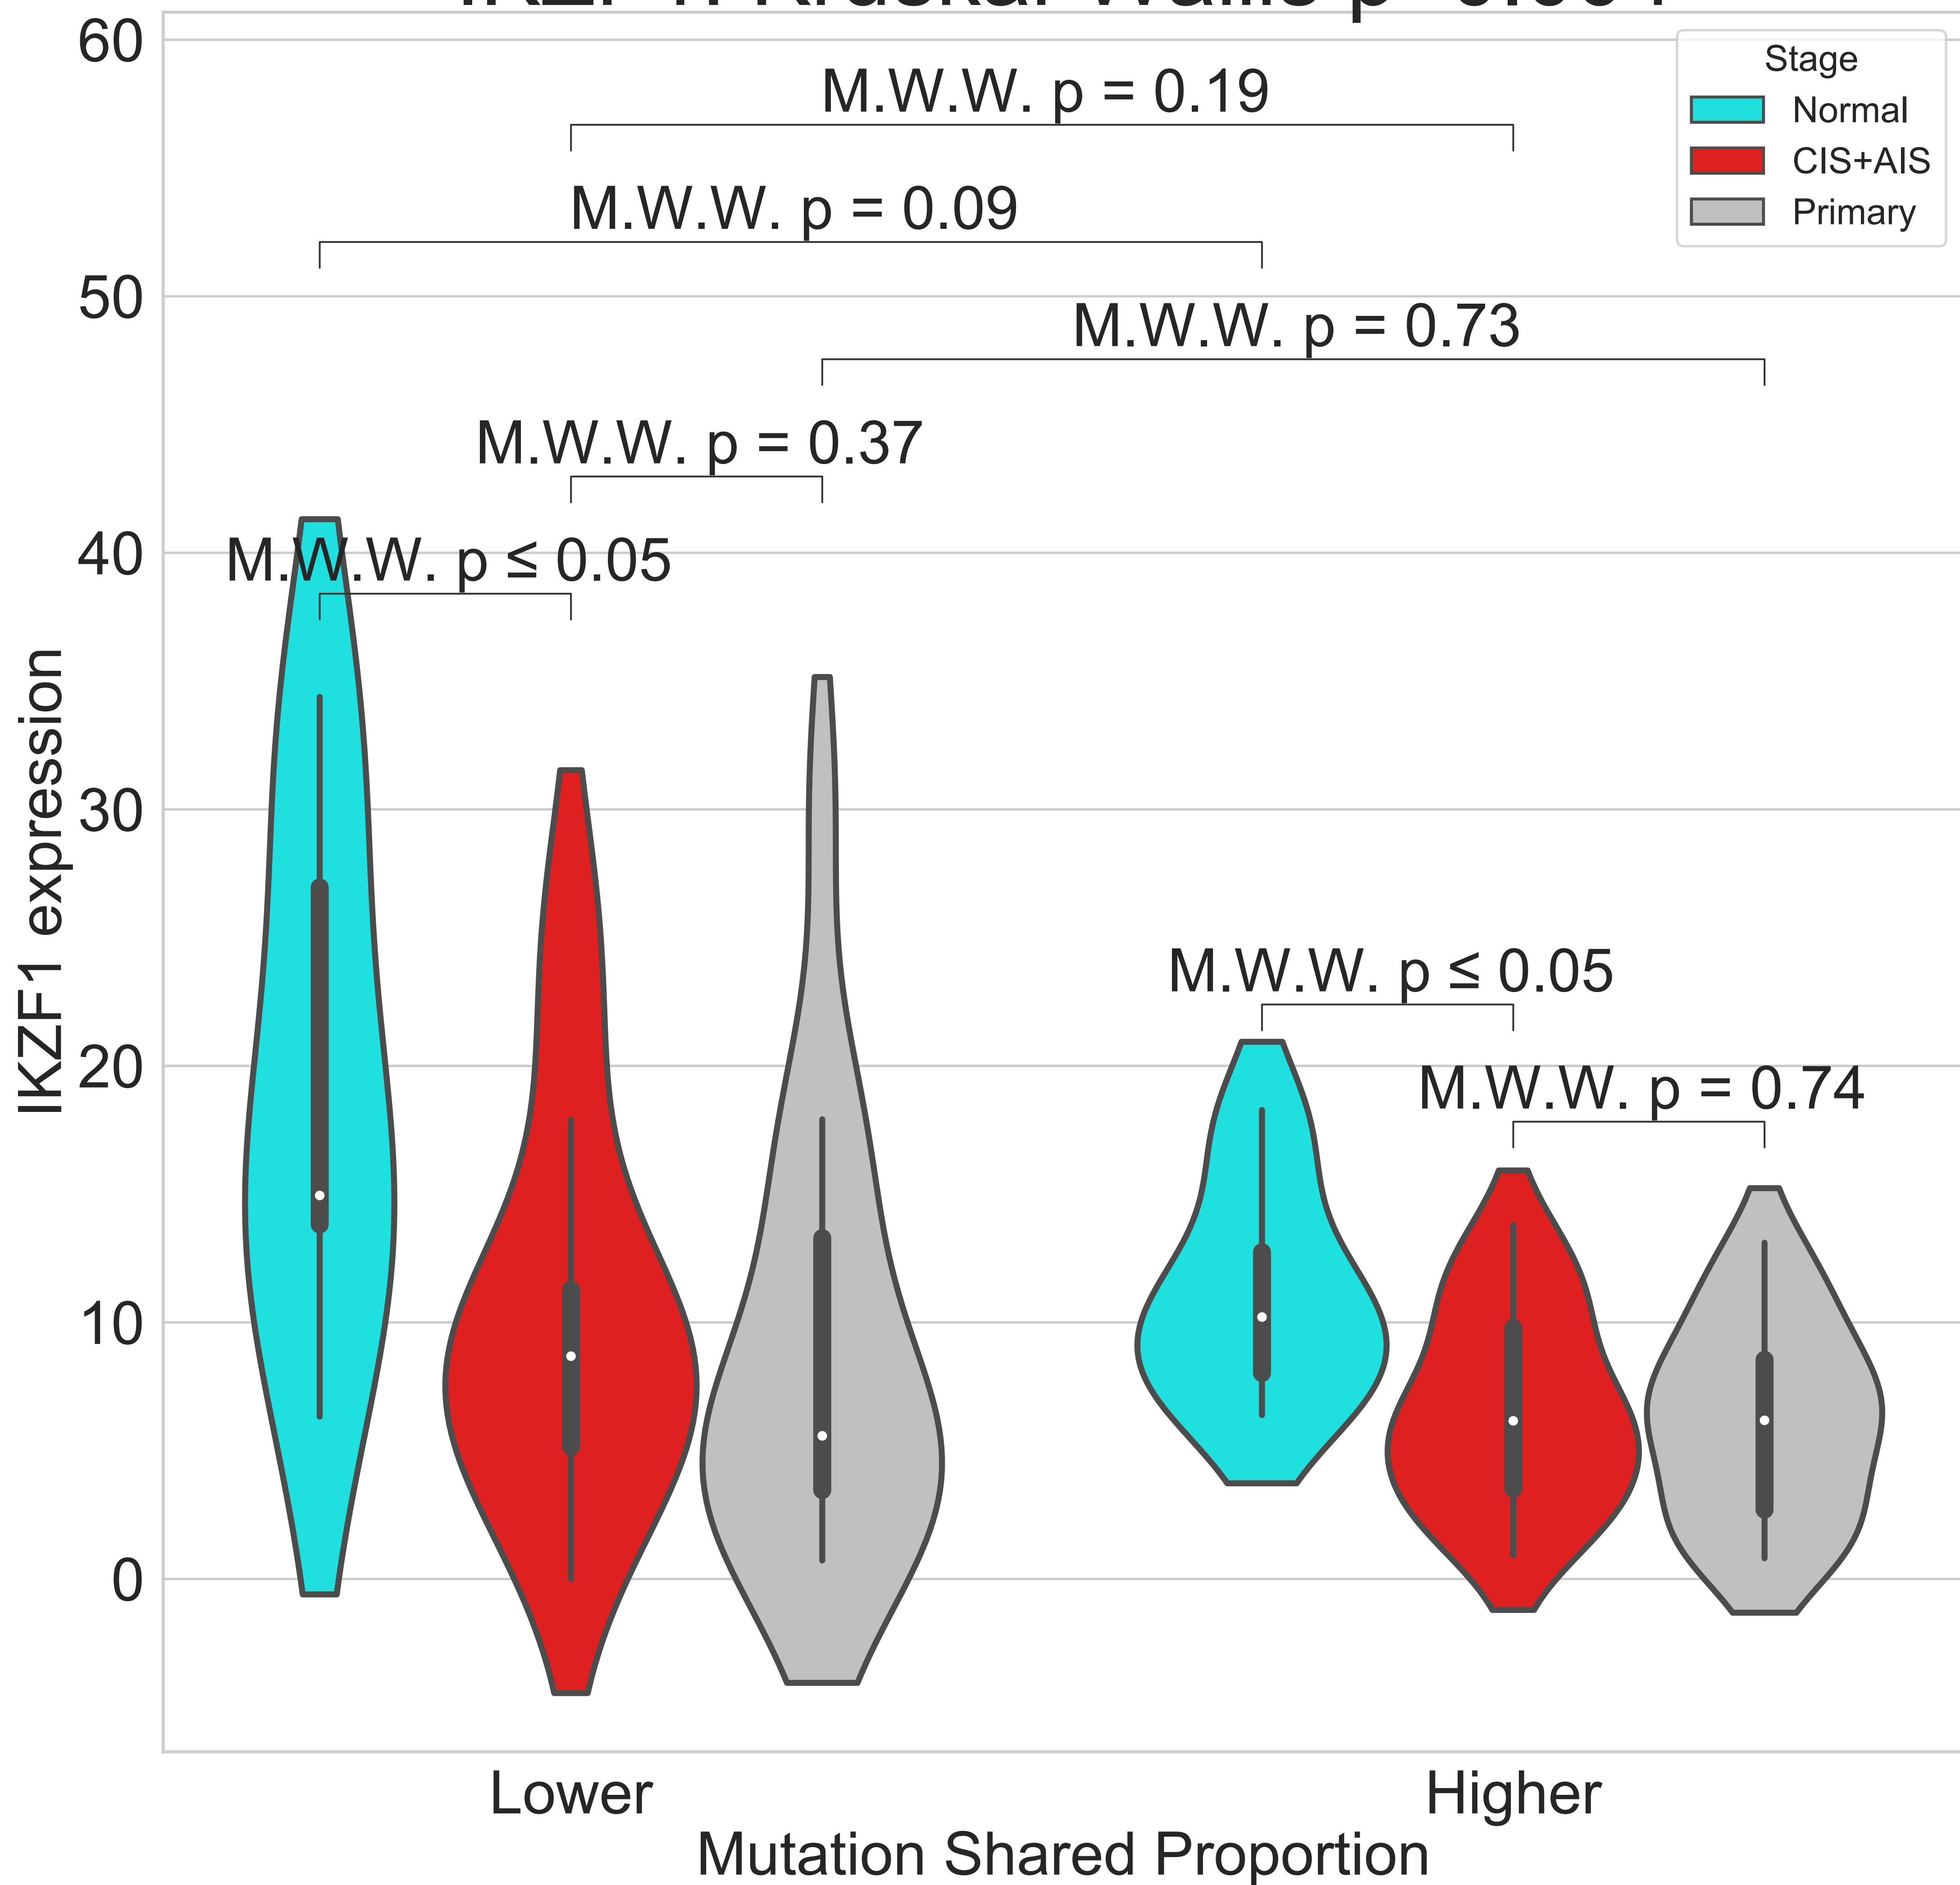 60
50
40
30
20
10
0
IKZF1 expression
M.W.W. p = 0.19
M.W.W. p = 0.09
M.W.W. p = 0.73
M.W.W. p = 0.37
M.W.W. p ≤ 0.05
M.W.W. p ≤ 0.05
M.W.W. p = 0.74
Stage
Normal
CIS+AIS
Primary
Lower
Higher
Mutation Shared Proportion